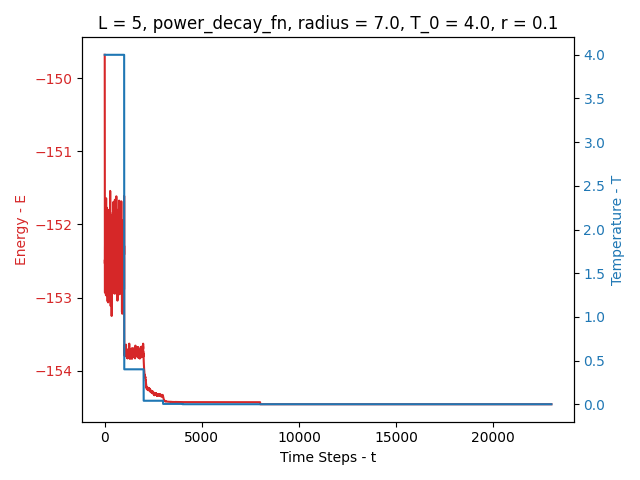 L = 5, power_decay_fn, radius = 7.0, T_0 = 4.0, r = 0.1
Energy - E
−150
−151
−152
−153
−154
4.0
3.5
3.0
2.5
2.0
1.5
1.0
0.5
0.0
Temperature - T
0 5000 10000 15000 20000
Time Steps - t